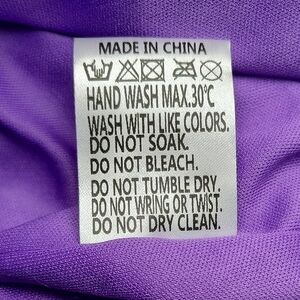 MADE IN CHINA
HAND WASH MAX.30℃
WASH WITH LIKE COLORS.
DO NOT SOAK.
DO NOT BLEACH.
DO NOT TUMBLE DRY.
DO NOT WRING OR TWIST.
DO NOT DRY CLEAN.